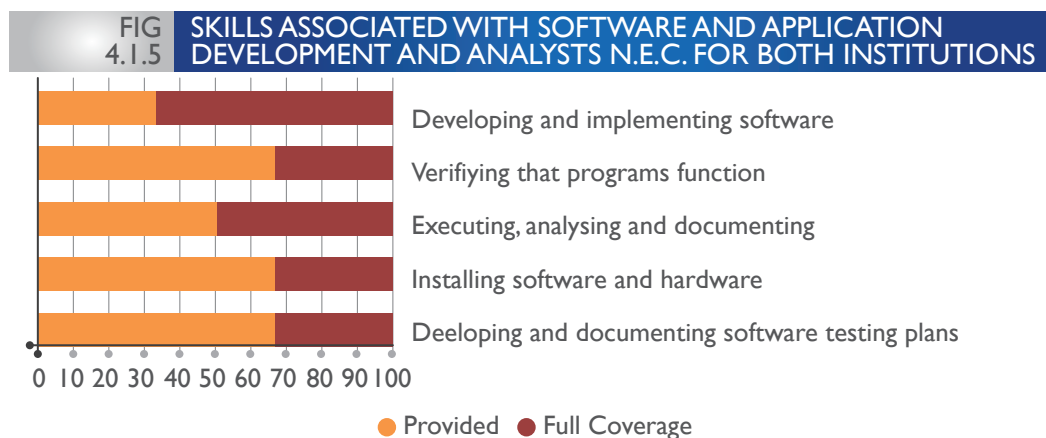 FIG
4.1.5
SKILLS ASSOCIATED WITH SOFTWARE AND APPLICATION
DEVELOPMENT AND ANALYSTS N.E.C. FOR BOTH INSTITUTIONS
Developing and implementing software
Verifiying that programs function
Executing, analysing and documenting
Installing software and hardware
Deeloping and documenting software testing plans
0 10 20 30 40 50 60 70 80 90 100
Provided Full Coverage